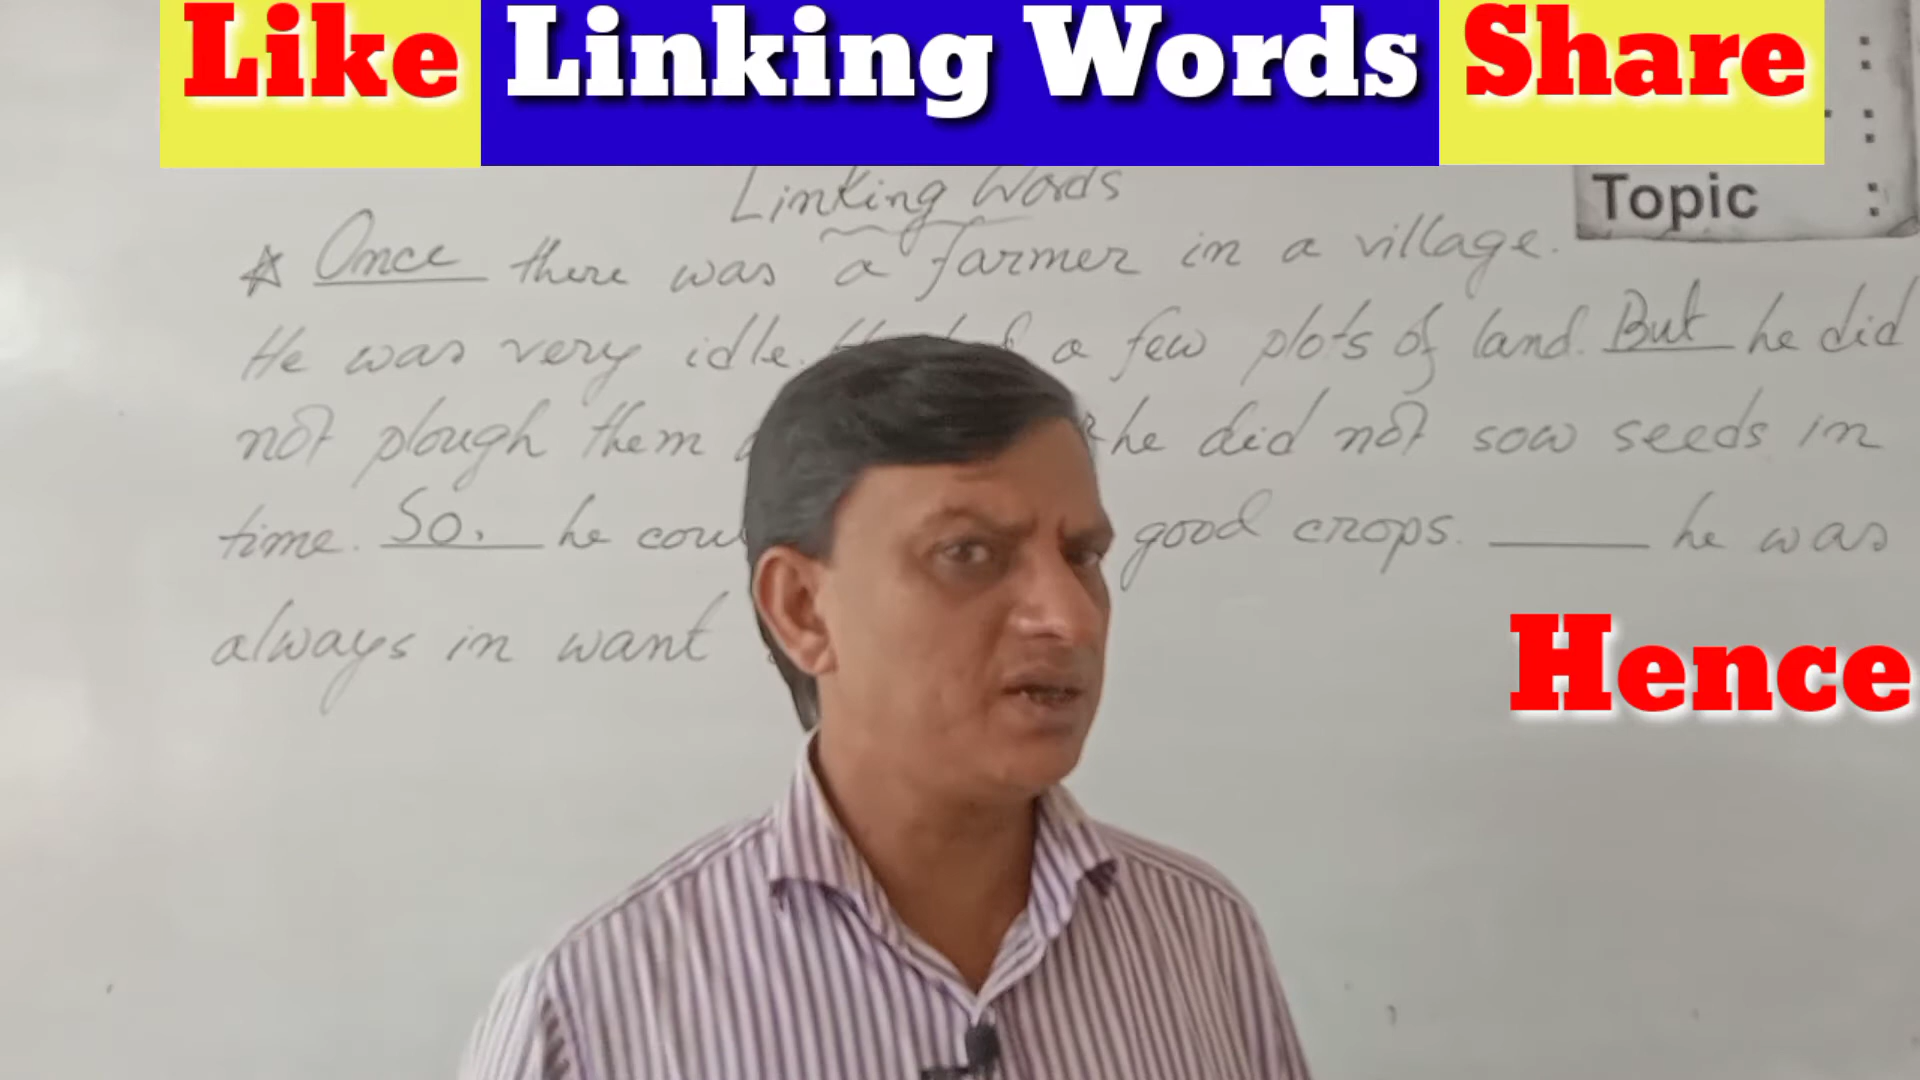 Like Linking Words Share
Topic :
Linking Words
Once there was a farmer in a village.
He was very idle. a few plots of land. But he did
not plough them he did not sow seeds in
time. So. he good crops. ____ he was
always in want
Hence